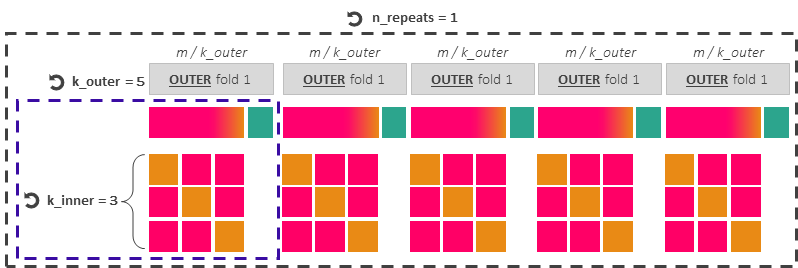 n_repeats = 1
m / k_outer m / k_outer m / k_outer m / k_outer m / k_outer
k_outer = 5 OUTER fold 1 OUTER fold 1 OUTER fold 1 OUTER fold 1 OUTER fold 1
k_inner = 3